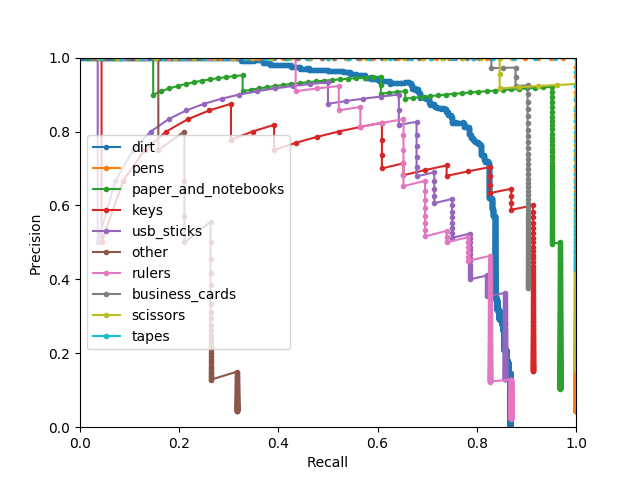 1.0
0.8
0.6
0.4
0.2
0.0
Precision
dirt
pens
paper_and_notebooks
keys
usb_sticks
other
rulers
business_cards
scissors
tapes
0.0 0.2 0.4 0.6 0.8 1.0
Recall